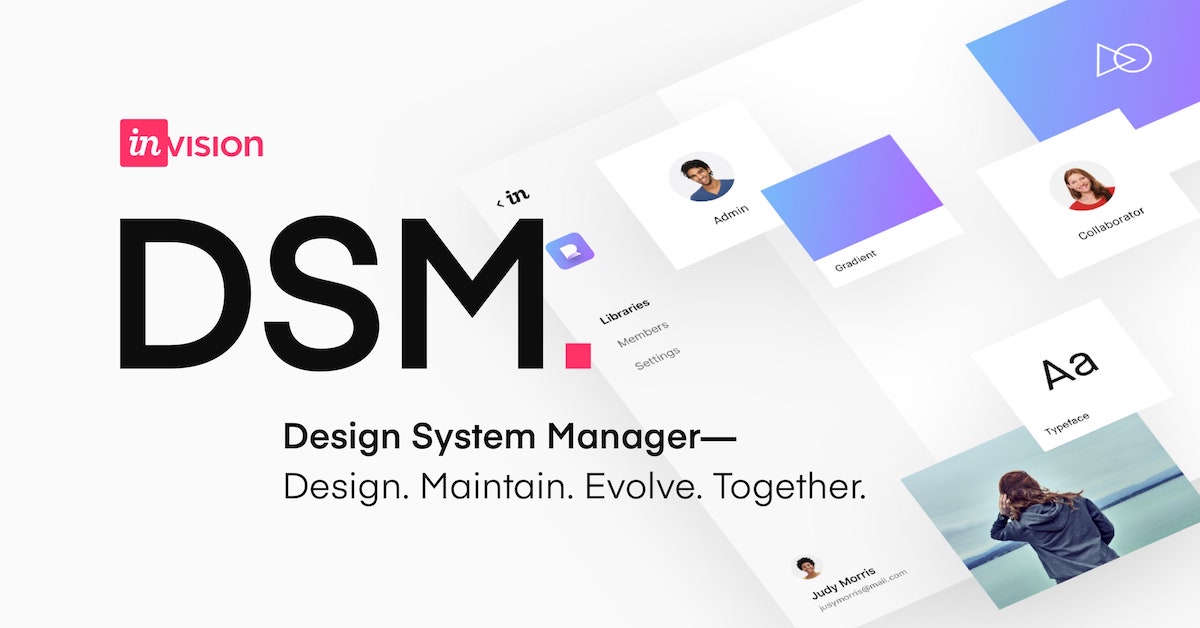 invision
DSM.
Design System Manager—
Design. Maintain. Evolve. Together.
‹ in
Libraries
Members
Settings
Admin
Gradient
Collaborator
Aa
Typeface
Judy Morris
jusymorris@mail.com